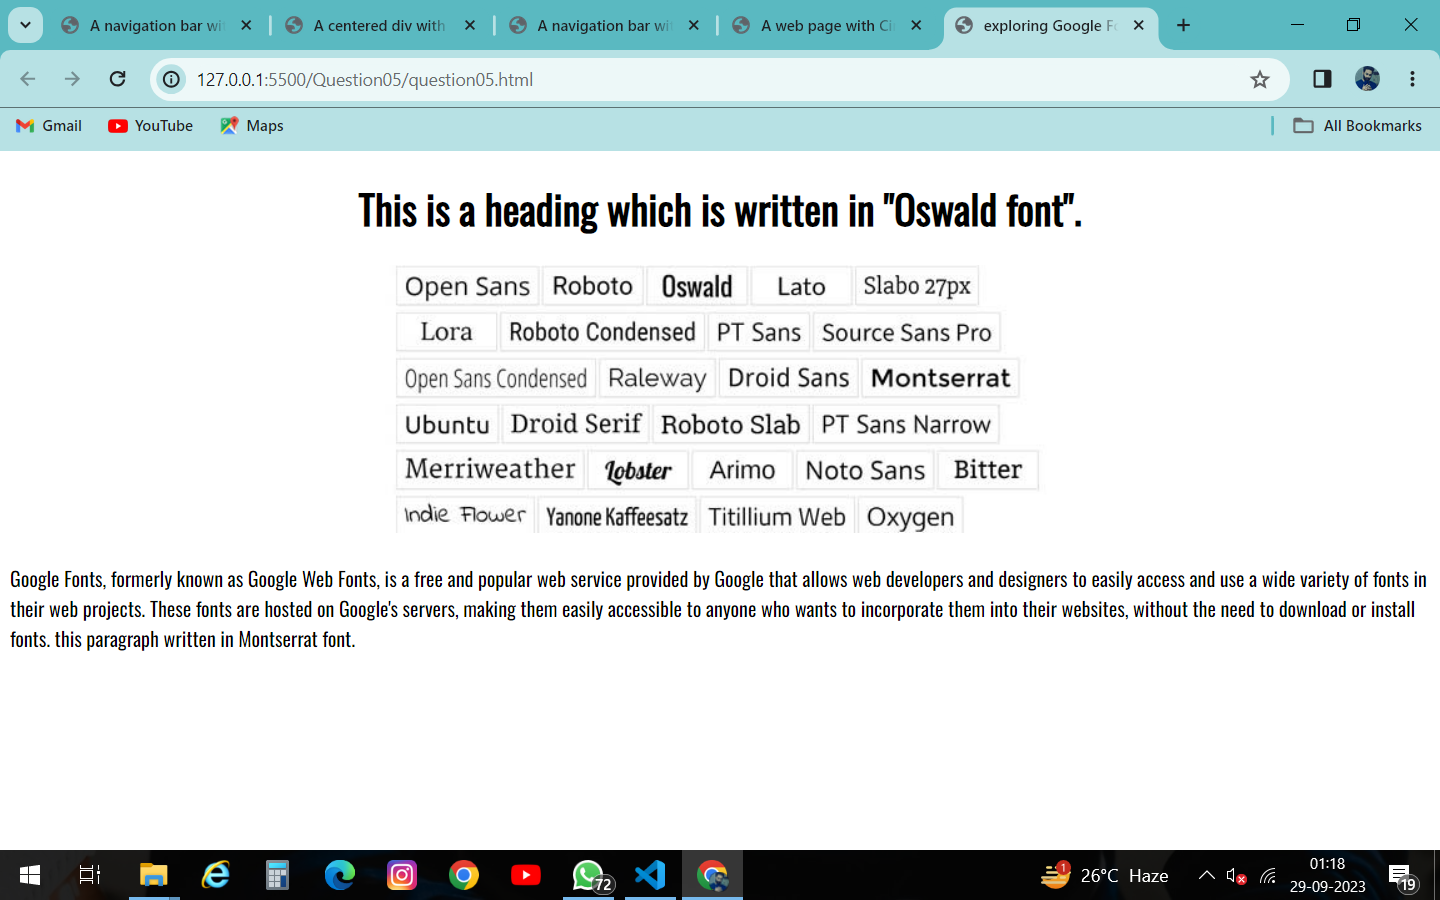 A navigation bar wi
A centered div with
A navigation bar wi
A web page with Ci
exploring Google Fo
127.0.0.1:5500/Question05/question05.html
Gmail YouTube Maps All Bookmarks
This is a heading which is written in "Oswald font".
Open Sans Roboto Oswald Lato Slabo 27px
Lora Roboto Condensed PT Sans Source Sans Pro
Open Sans Condensed Raleway Droid Sans Montserrat
Ubuntu Droid Serif Roboto Slab PT Sans Narrow
Merriweather Lobster Arimo Noto Sans Bitter
Indie Flower Yanone Kaffeesatz Titillium Web Oxygen
Google Fonts, formerly known as Google Web Fonts, is a free and popular web service provided by Google that allows web developers and designers to easily access and use a wide variety of fonts in
their web projects. These fonts are hosted on Google's servers, making them easily accessible to anyone who wants to incorporate them into their websites, without the need to download or install
fonts. this paragraph written in Montserrat font.
72
1
26°C Haze
01:18
29-09-2023
19